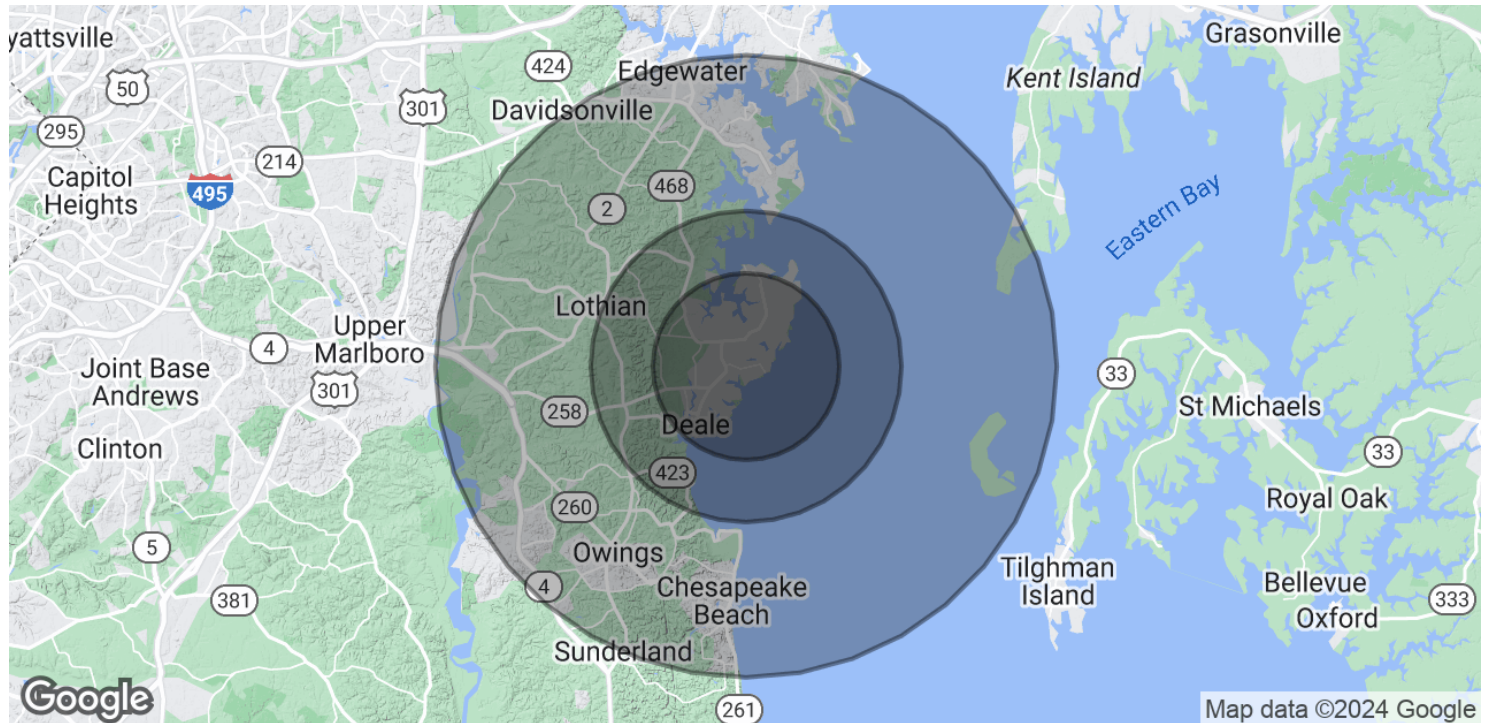 yattsville
50
295
Capitol
Heights
495
214
424
301
Edgewater
Davidsonville
468
2
Kent Island
Grasonville
Eastern Bay
Lothian
Upper
Marlboro
4
301
Joint Base
Andrews
Clinton
258
Deale
423
260
Owings
4
Chesapeake
Beach
Sunderland
261
5
381
33
St Michaels
33
Royal Oak
Tilghman
Island
Bellevue
Oxford
333
Google
Map data ©2024 Google